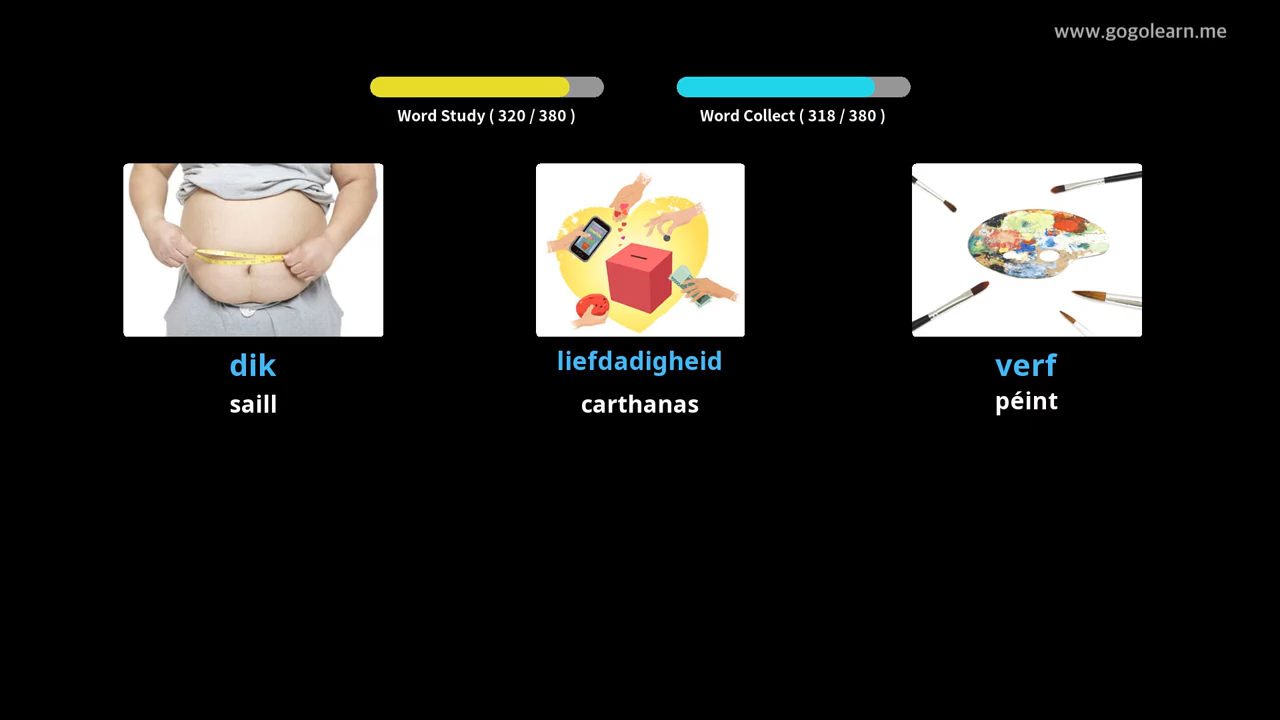 www.gogolearn.me
Word Study ( 320 / 380 )
Word Collect ( 318 / 380 )
dik
saill
liefdadigheid
carthanas
verf
péint